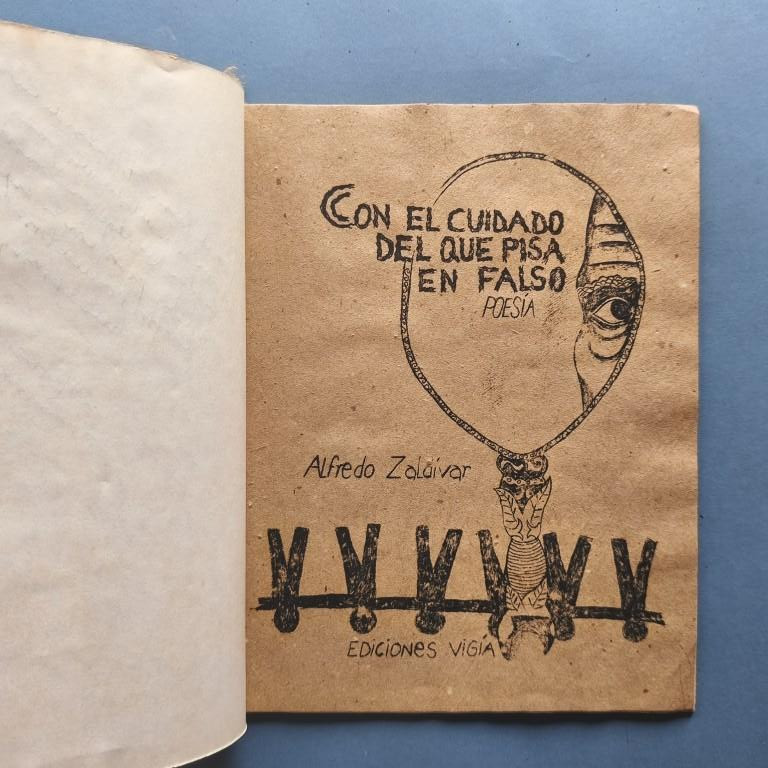 CON EL CUIDADO
DEL QUE PISA
EN FALSO
POESÍA
Alfredo Zaldívar
EDICIONES VIGÍA